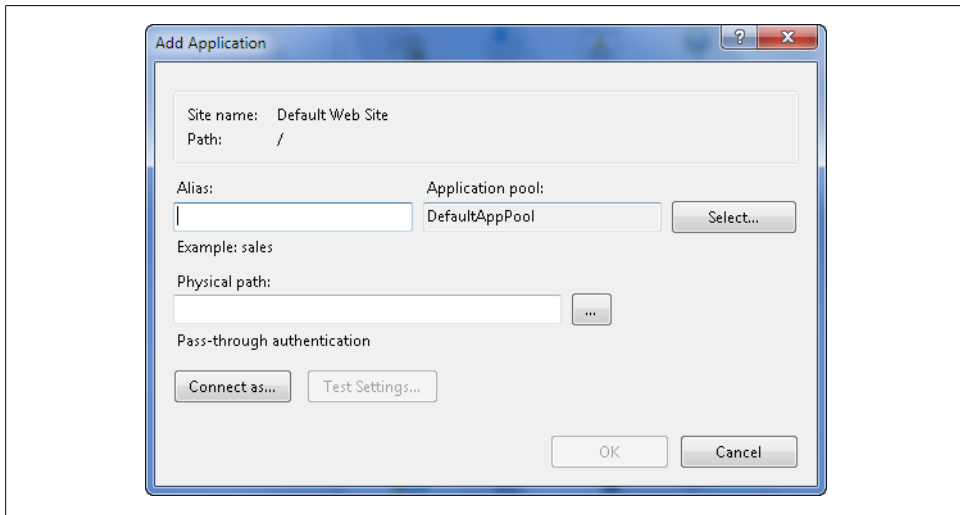 Add Application
Site name: Default Web Site
Path: /
Alias:
Application pool:
DefaultAppPool
Select...
Example: sales
Physical path:
...
Pass-through authentication
Connect as...
Test Settings...
OK
Cancel